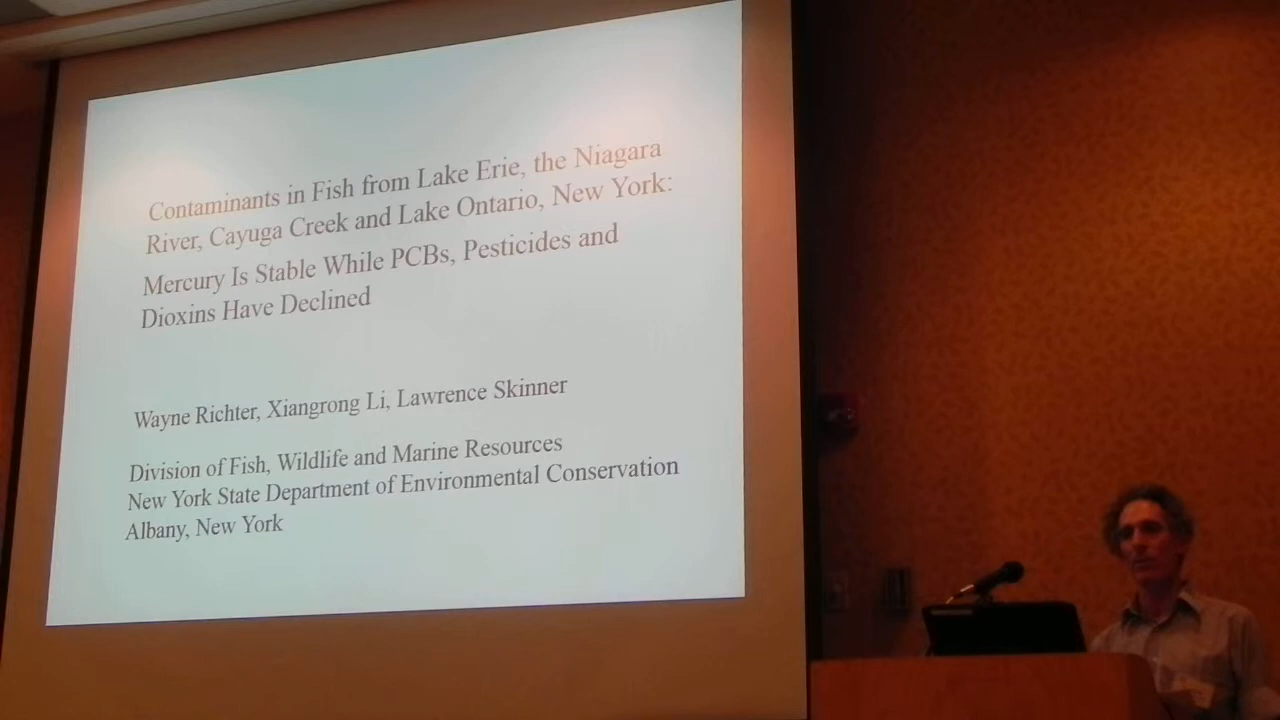 Contaminants in Fish from Lake Erie, the Niagara
River, Cayuga Creek and Lake Ontario, New York:
Mercury Is Stable While PCBs, Pesticides and
Dioxins Have Declined
Wayne Richter, Xiangrong Li, Lawrence Skinner
Division of Fish, Wildlife and Marine Resources
New York State Department of Environmental Conservation
Albany, New York